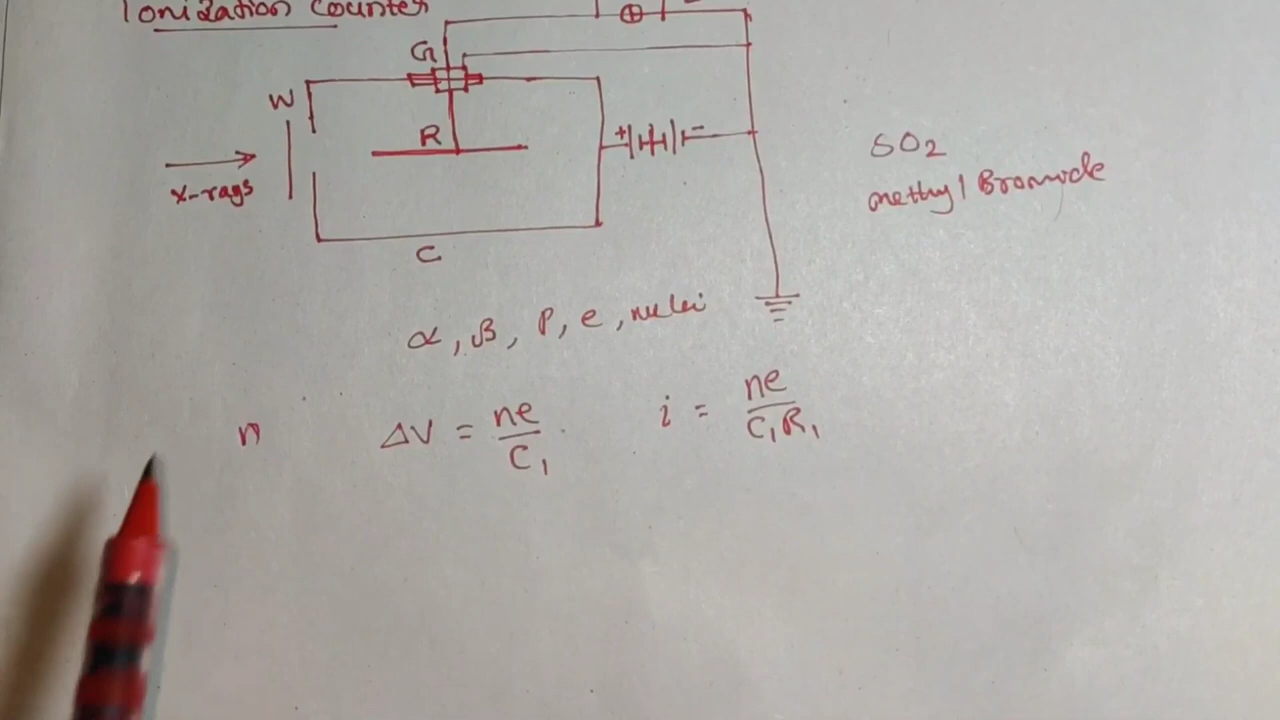 Ionization Counter
G
W
R
+ -
X-rays
SO2
methyl Bromide
C
α, β, P, e, nuclei
n ΔV = ne/C1 i = ne/C1R1